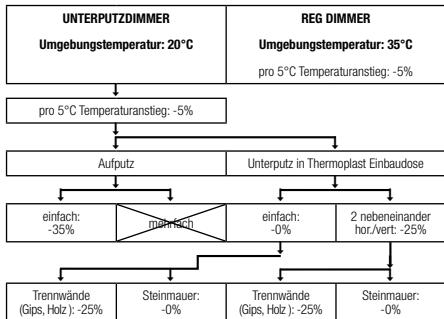 UNTERPUTZDIMMER
Umgebungstemperatur: 20°C
REG DIMMER
Umgebungstemperatur: 35°C
pro 5°C Temperaturanstieg: -5%
pro 5°C Temperaturanstieg: -5%
Aufputz
Unterputz in Thermoplast Einbaudose
einfach:
-35%
mehrfach
einfach:
-0%
2 nebeneinander
hor./vert: -25%
Trennwände
(Gips, Holz ): -25%
Steinmauer:
-0%
Trennwände
(Gips, Holz ): -25%
Steinmauer:
-0%